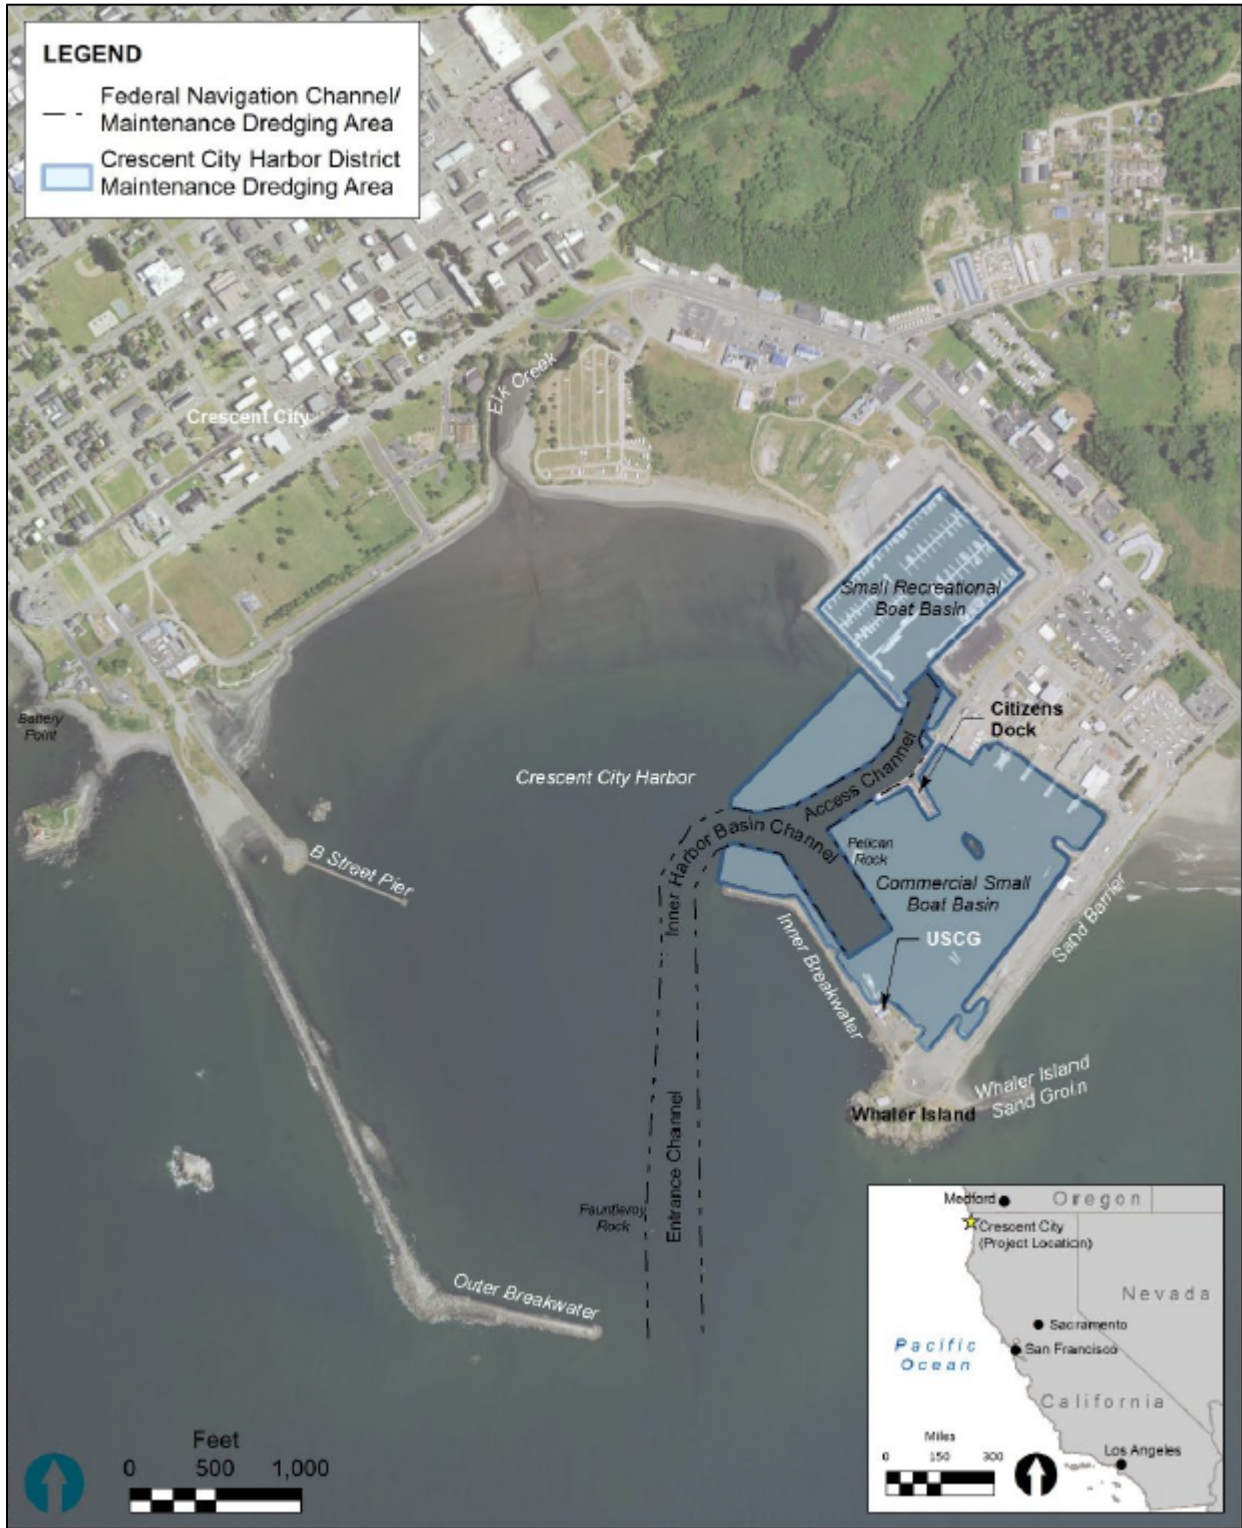 LEGEND
Federal Navigation Channel/
Maintenance Dredging Area
Crescent City Harbor District
Maintenance Dredging Area
Elk Creek
Crescent City
Small Recreational
Boat Basin
Battery
Point
Citizens
Dock
Crescent City Harbor
Access Channel
Inner Harbor Basin Channel
Pelican
Rock
B Street Pier
Commercial Small
Boat Basin
USCG
Inner Breakwater
Sand Barrier
Whaler Island
Sand Groin
Whaler Island
Entrance Channel
Fauntleroy
Rock
Outer Breakwater
Feet
0 500 1,000
Medford
Oregon
Crescent City
(Project Location)
Nevada
Sacramento
San Francisco
Pacific
Ocean
California
Miles
0 150 300
Los Angeles